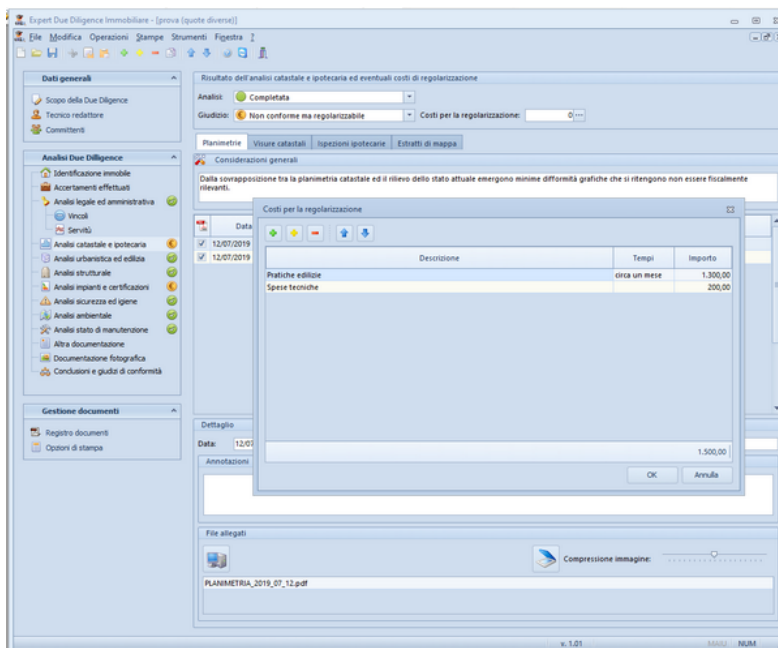 Expert Due Diligence Immobiliare - [prova (quote diverse)]
File Modifica Operazioni Stampe Strumenti Figestra ?
Dati generali
Scopo della Due Diligence
Tecnico redattore
Committenti
Analisi Due Dilligence
Identificazione immobile
Accertamenti effettuati
Analisi legale ed amministrativa
Vincoli
Servitù
Analisi catastale e ipotecaria
Analisi urbanistica ed edilizia
Analisi strutturale
Analisi impianti e certificazioni
Analisi sicurezza ed igiene
Analisi ambientale
Analisi stato di manutenzione
Altra documentazione
Documentazione fotografica
Conclusioni e giudizi di conformità
Gestione documenti
Registro documenti
Opzioni di stampa
Risultato dell'analisi catastale e ipotecaria ed eventuali costi di regolarizzazione
Analisi: Completata
Giudizio: Non conforme ma regolarizzabile Costi per la regolarizzazione: 0
Planimetrie Visure catastali Ispezioni ipotecarie Estratti di mappa
Considerazioni generali
Dalla sovrapposizione tra la planimetria catastale ed il rilievo dello stato attuale emergono minime difformità grafiche che si ritengono non essere fiscalmente
rilevanti.
Data
12/07/2019
12/07/2019
Costi per la regolarizzazione
Descrizione Tempi Importo
Pratiche edilizie circa un mese 1.300,00
Spese tecniche 200,00
1.500,00
OK Annulla
Dettaglio
Data: 12/07
Annotazioni
File allegati
Compressione immagine:
PLANIMETRIA_2019_07_12.pdf
v. 1.01 MAIU NUM